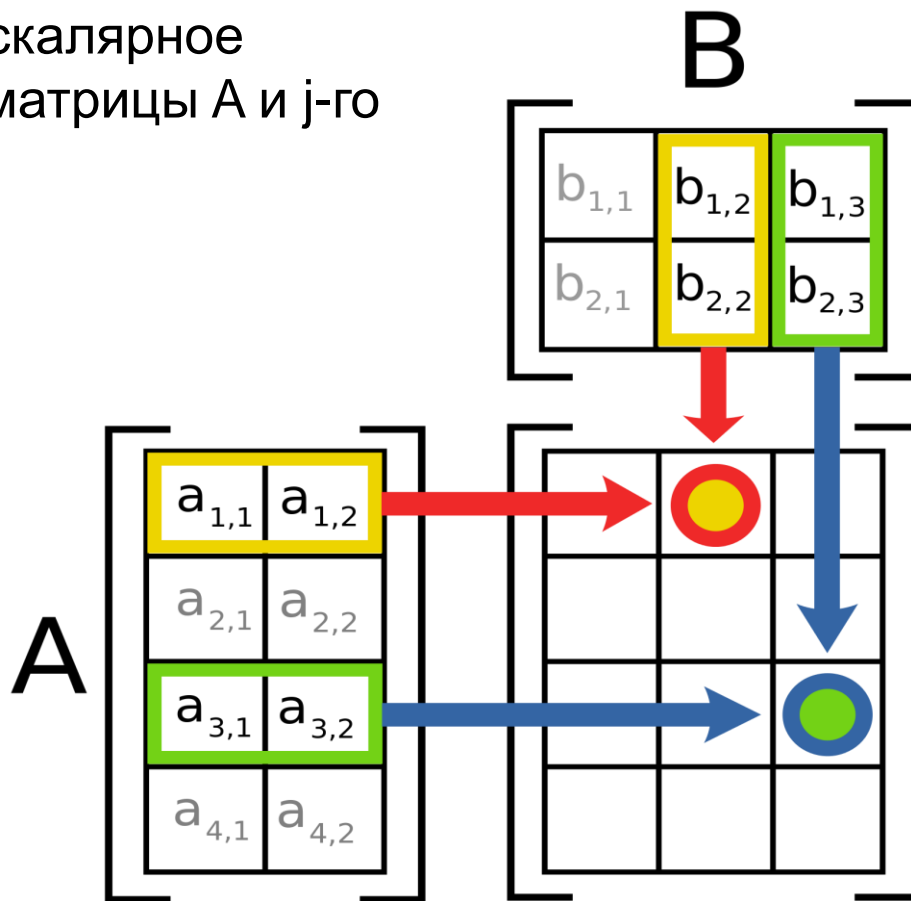 скалярное
матрицы А и j-го
B
b1,1 b1,2 b1,3
b2,1 b2,2 b2,3
A
a1,1 a1,2
a2,1 a2,2
a3,1 a3,2
a4,1 a4,2